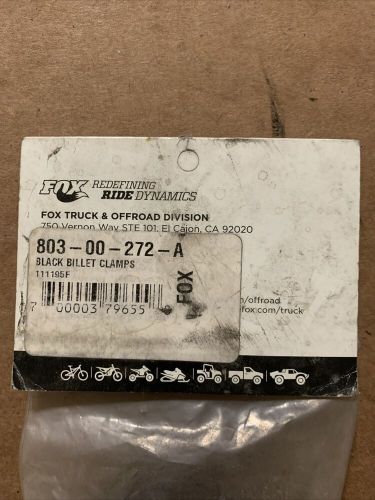 FOX REDEFINING
RIDE DYNAMICS
FOX TRUCK & OFFROAD DIVISION
750 Vernon Way STE 101, El Cajon, CA 92020
803-00-272-A
BLACK BILLET CLAMPS
111195F
FOX
7 00003 79655
m/offroad
fox.com/truck